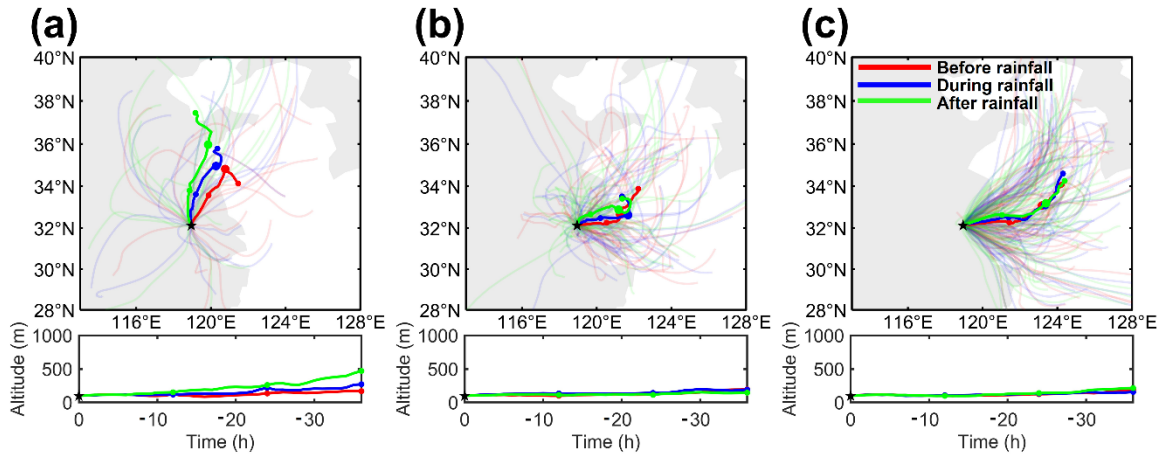 (a) (b) (c)
40°N 40°N 40°N
Before rainfall
During rainfall
After rainfall
38°N 38°N 38°N
36°N 36°N 36°N
34°N 34°N 34°N
32°N 32°N 32°N
30°N 30°N 30°N
28°N 28°N 28°N
116°E 120°E 124°E 128°E 116°E 120°E 124°E 128°E 116°E 120°E 124°E 128°E
Altitude (m) Altitude (m) Altitude (m)
1000 1000 1000
500 500 500
0 0 0
0 -10 -20 -30 0 -10 -20 -30 0 -10 -20 -30
Time (h) Time (h) Time (h)